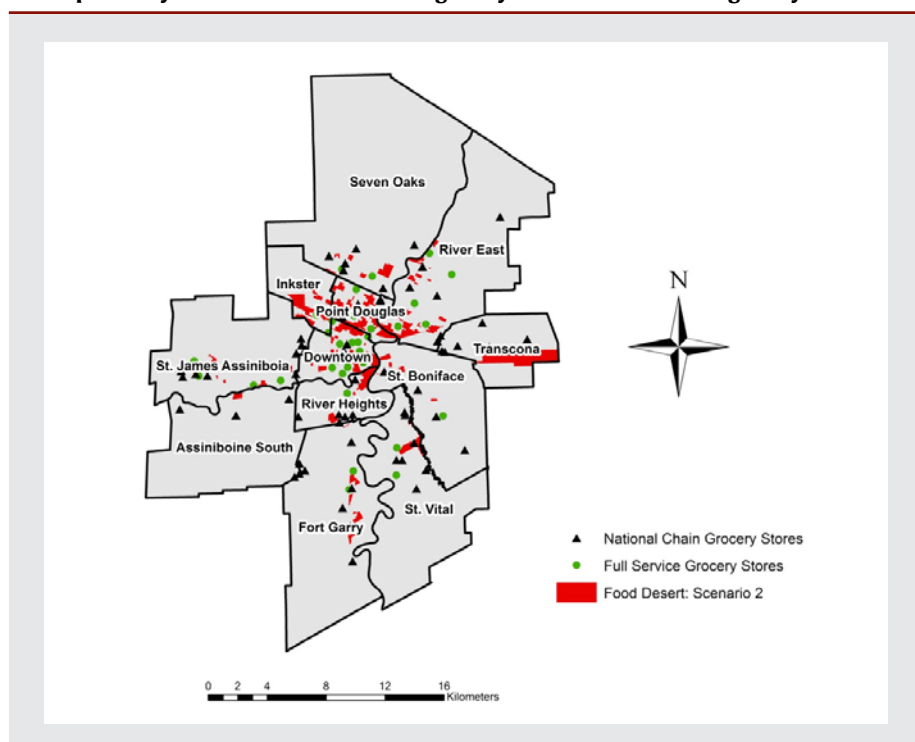 Seven Oaks
River East
Inkster
Point Douglas
Transcona
Downtown
St. James Assiniboia
St. Boniface
River Heights
Assiniboine South
St. Vital
Fort Garry
N
National Chain Grocery Stores
Full Service Grocery Stores
Food Desert: Scenario 2
0 2 4 8 12 16
Kilometers